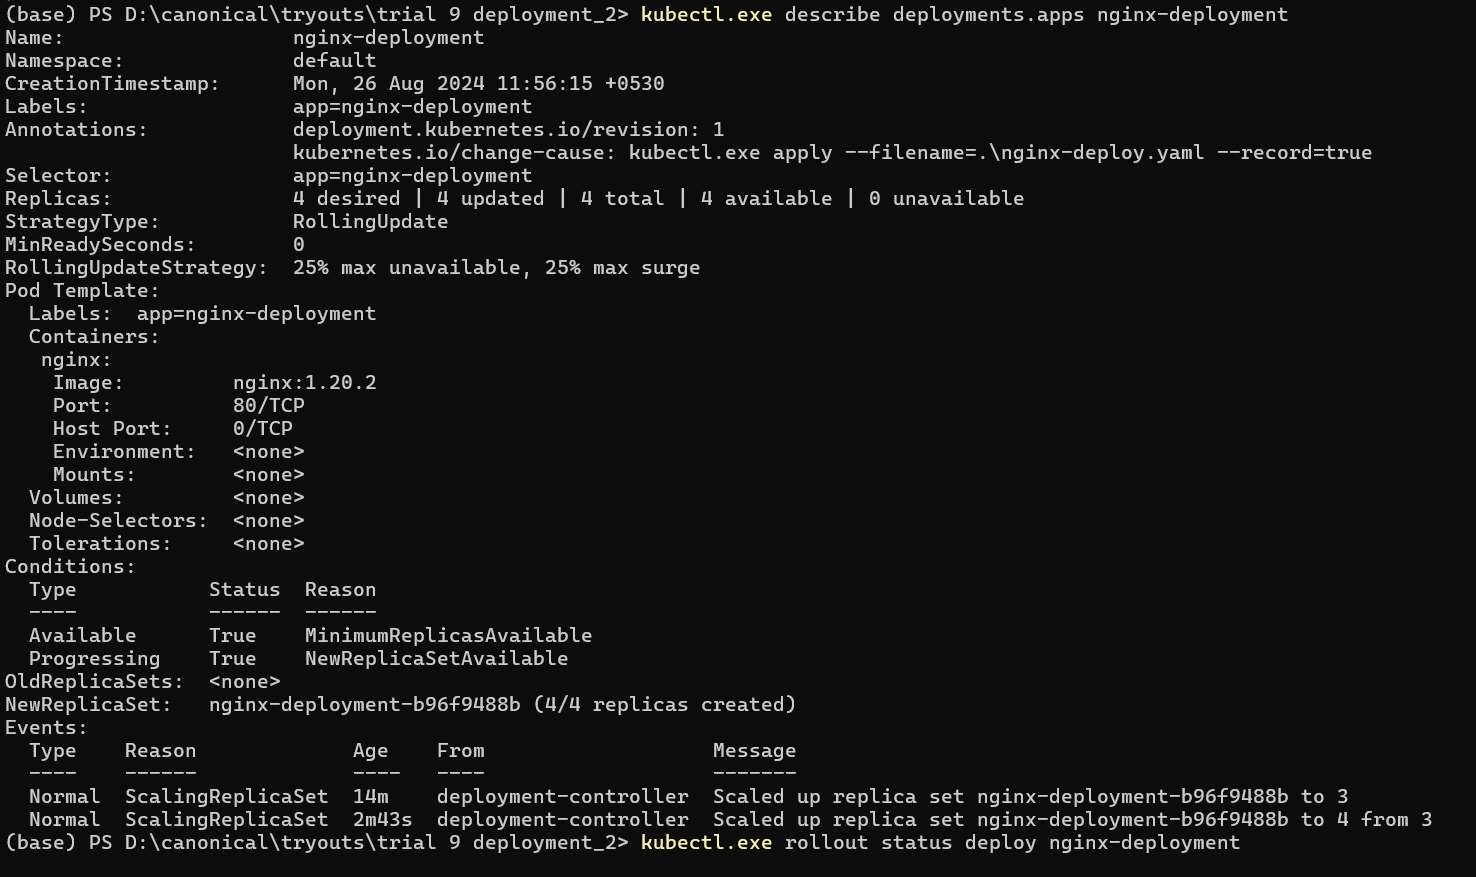 (base) PS D:\canonical\tryouts\trial 9 deployment_2> kubectl.exe describe deployments.apps nginx-deployment
Name:                   nginx-deployment
Namespace:              default
CreationTimestamp:      Mon, 26 Aug 2024 11:56:15 +0530
Labels:                 app=nginx-deployment
Annotations:            deployment.kubernetes.io/revision: 1
                        kubernetes.io/change-cause: kubectl.exe apply --filename=.\nginx-deploy.yaml --record=true
Selector:               app=nginx-deployment
Replicas:               4 desired | 4 updated | 4 total | 4 available | 0 unavailable
StrategyType:           RollingUpdate
MinReadySeconds:        0
RollingUpdateStrategy:  25% max unavailable, 25% max surge
Pod Template:
  Labels:  app=nginx-deployment
  Containers:
   nginx:
    Image:         nginx:1.20.2
    Port:          80/TCP
    Host Port:     0/TCP
    Environment:   <none>
    Mounts:        <none>
  Volumes:         <none>
  Node-Selectors:  <none>
  Tolerations:     <none>
Conditions:
  Type           Status  Reason
  ----           ------  ------
  Available      True    MinimumReplicasAvailable
  Progressing    True    NewReplicaSetAvailable
OldReplicaSets:  <none>
NewReplicaSet:   nginx-deployment-b96f9488b (4/4 replicas created)
Events:
  Type    Reason             Age    From                   Message
  ----    ------             ----   ----                   -------
  Normal  ScalingReplicaSet  14m    deployment-controller  Scaled up replica set nginx-deployment-b96f9488b to 3
  Normal  ScalingReplicaSet  2m43s  deployment-controller  Scaled up replica set nginx-deployment-b96f9488b to 4 from 3
(base) PS D:\canonical\tryouts\trial 9 deployment_2> kubectl.exe rollout status deploy nginx-deployment